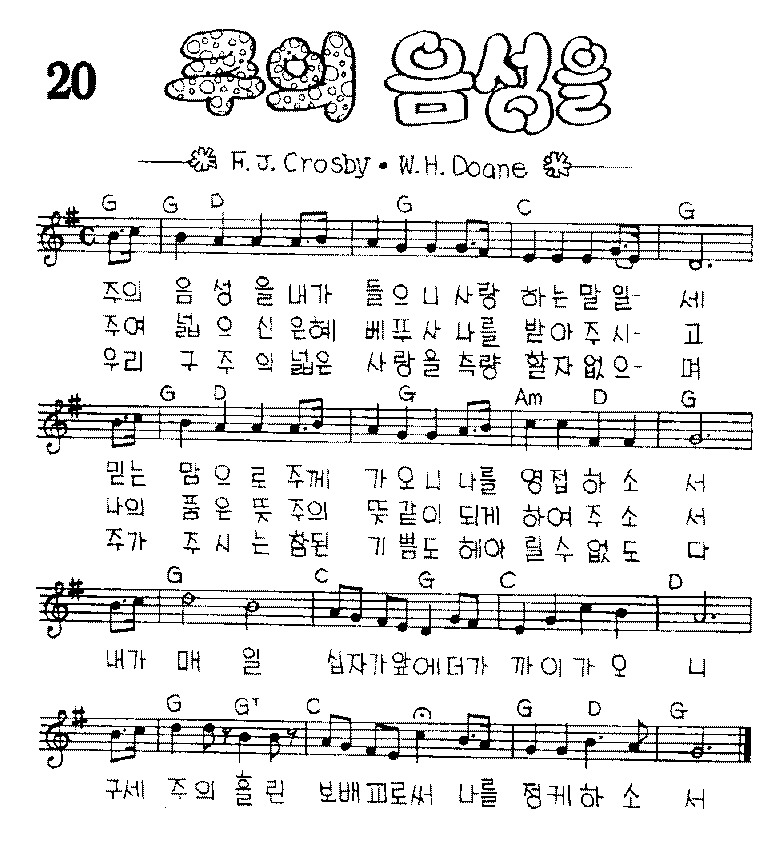 20 주의 음성을
F.J. Crosby • W.H. Doane
G G D G C G
주의 음 성 을 내가 들으니 사랑 하는 말 일- 세
주여 넓 으 신 은혜 베푸사 나를 받아 주 시- 고
우리 구 주 의 넓은 사랑을 측량 할자 없으- 며
G D G Am D G
믿는 맘 으 로 주께 가오니 나를 영접 하 소 서
나의 품 은 뜻 주의 뜻같이 되게 하여 주 소 서
주가 주 시 는 참된 기쁨도 헤아 릴수 없 도 다
G C G C D
내가 매 일 십자가앞에더가 까이가 오 니
G G7 C G D G
구세 주의 흘 린 보배피로써 나를 정케하 소 서